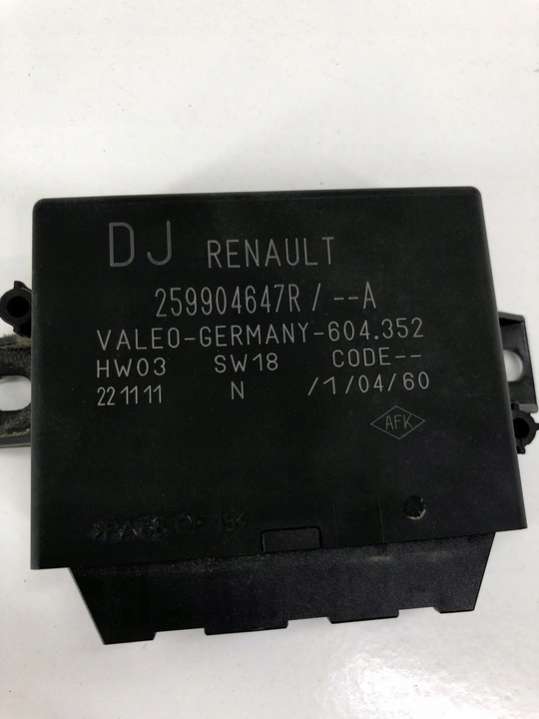 DJ RENAULT
259904647R / --A
VALEO-GERMANY-604.352
HW03 SW18 CODE--
221111 N /1/04/60
AFK